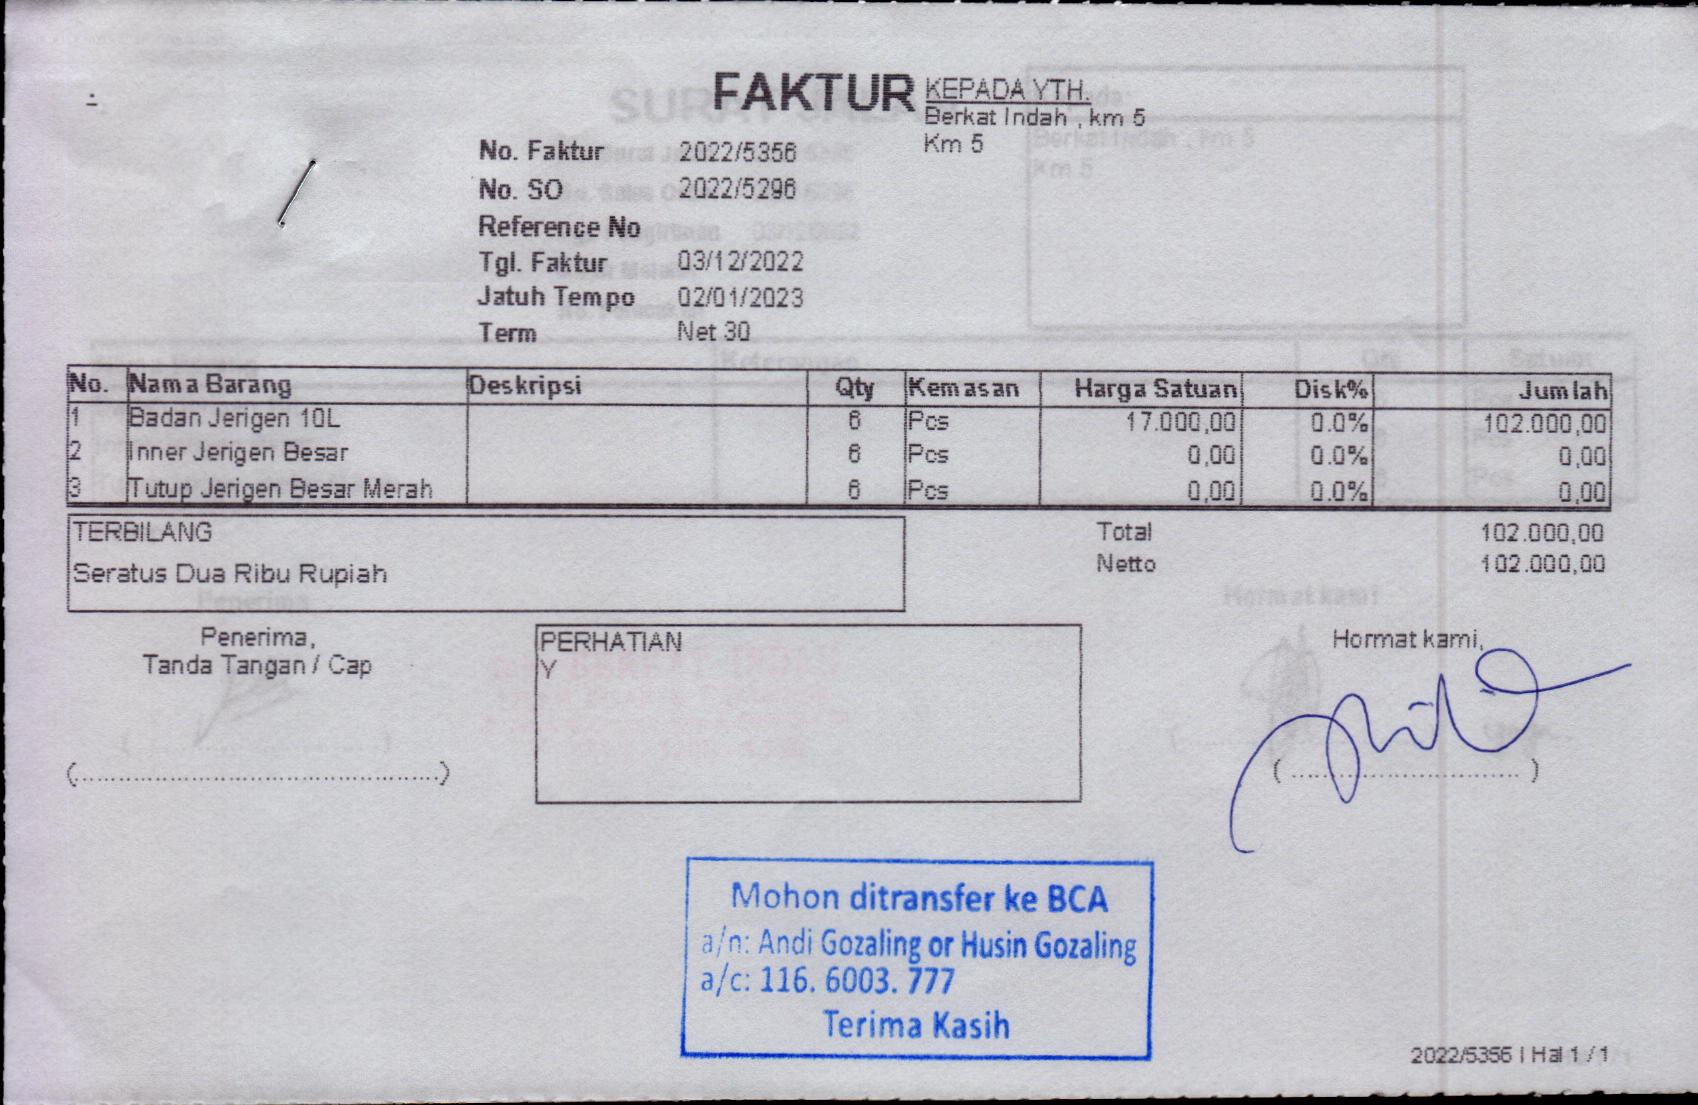 FAKTUR
KEPADA YTH.
Berkat Indah , km 5
Km 5
No. Faktur 2022/5356
No. SO 2022/5296
Reference No
Tgl. Faktur 03/12/2022
Jatuh Tempo 02/01/2023
Term Net 30
No. Nama Barang Deskripsi Qty Kemasan Harga Satuan Disk% Jumlah
1 Badan Jerigen 10L 6 Pcs 17.000,00 0.0% 102.000,00
2 Inner Jerigen Besar 6 Pcs 0,00 0.0% 0,00
3 Tutup Jerigen Besar Merah 6 Pcs 0,00 0.0% 0,00
TERBILANG
Seratus Dua Ribu Rupiah
Total 102.000,00
Netto 102.000,00
Penerima,
Tanda Tangan / Cap
(..........................................)
PERHATIAN
Y
Hormat kami,
(..............................)
Mohon ditransfer ke BCA
a/n: Andi Gozaling or Husin Gozaling
a/c: 116. 6003. 777
Terima Kasih
2022/5356 | Hal 1 / 1